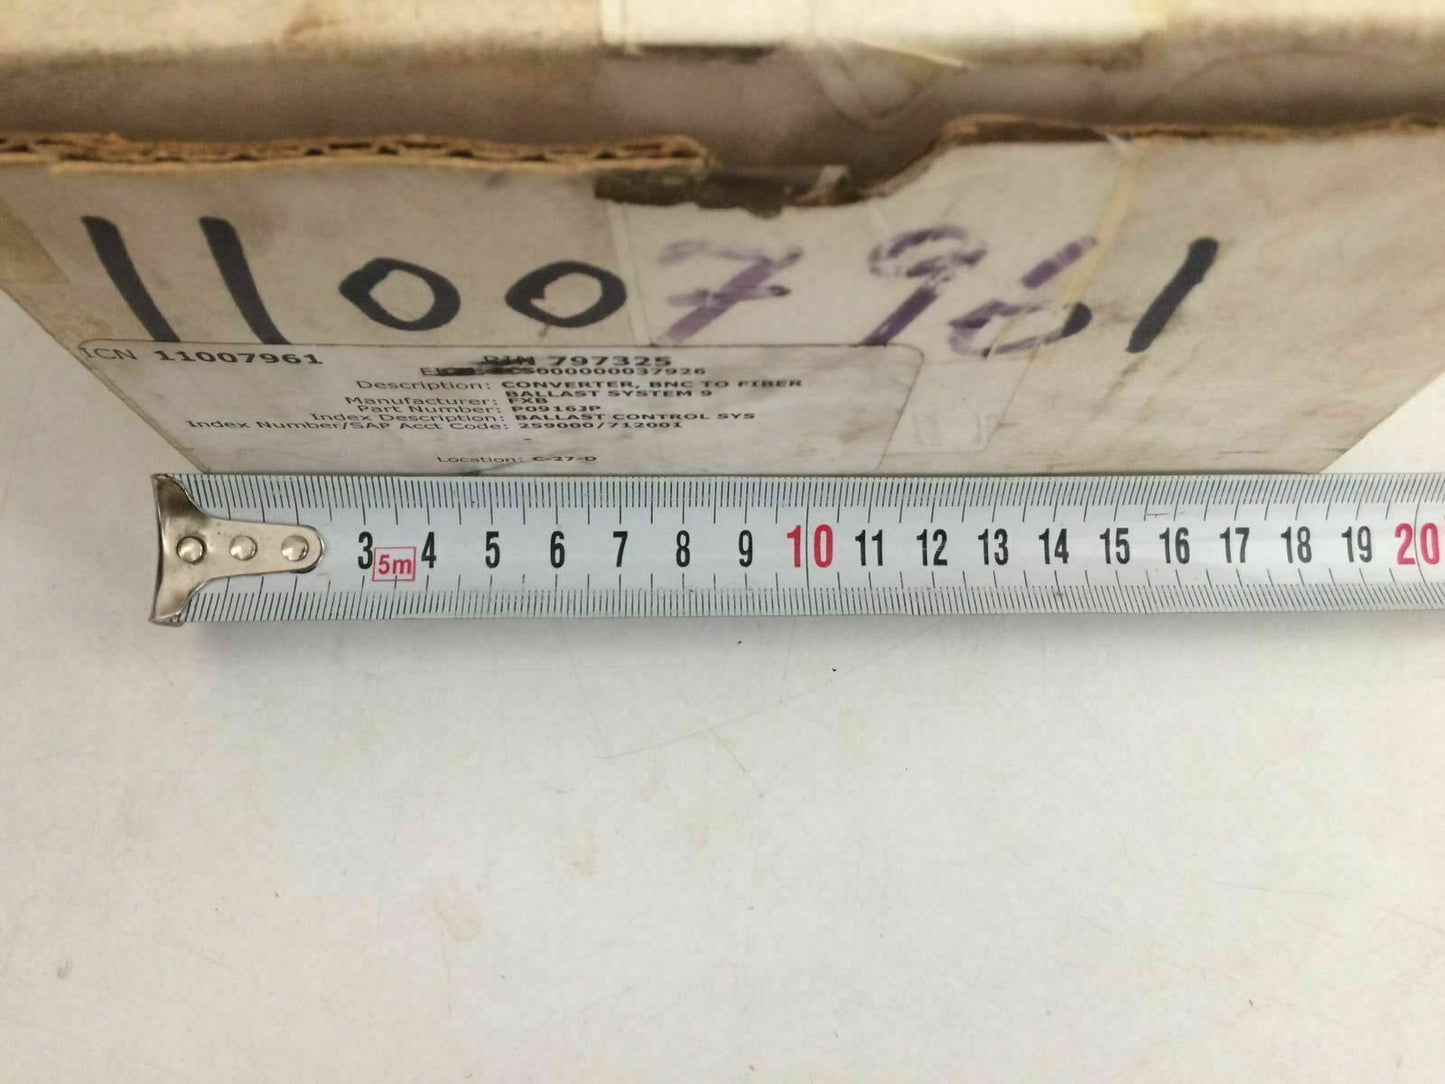 11007961
ICN 11007961
797325
Description: CONVERTER, BNC TO FIBER
BALLAST SYSTEM 9
Manufacturer: FXB
Part Number: P0916JP
Index Description: BALLAST CONTROL SYS
Index Number/SAP Acct Code: 259000/712001
-
Location: C-27-D
3 5m 4 5 6 7 8 9 10 11 12 13 14 15 16 17 18 19 20